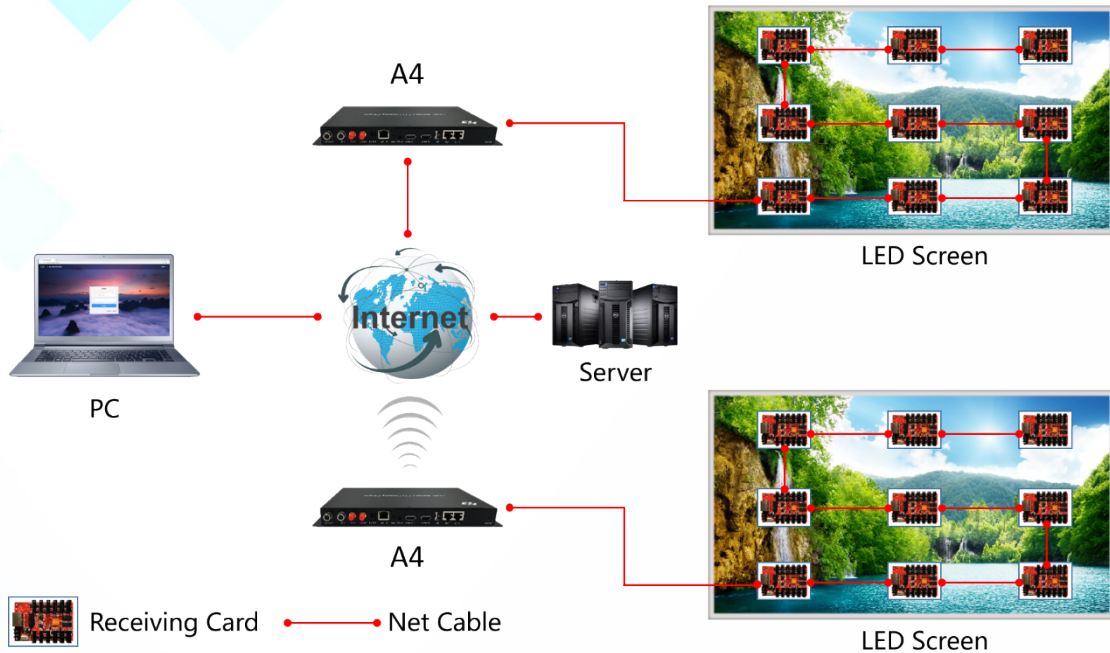 A4
LED Screen
Internet
Server
PC
A4
Receiving Card
Net Cable
LED Screen